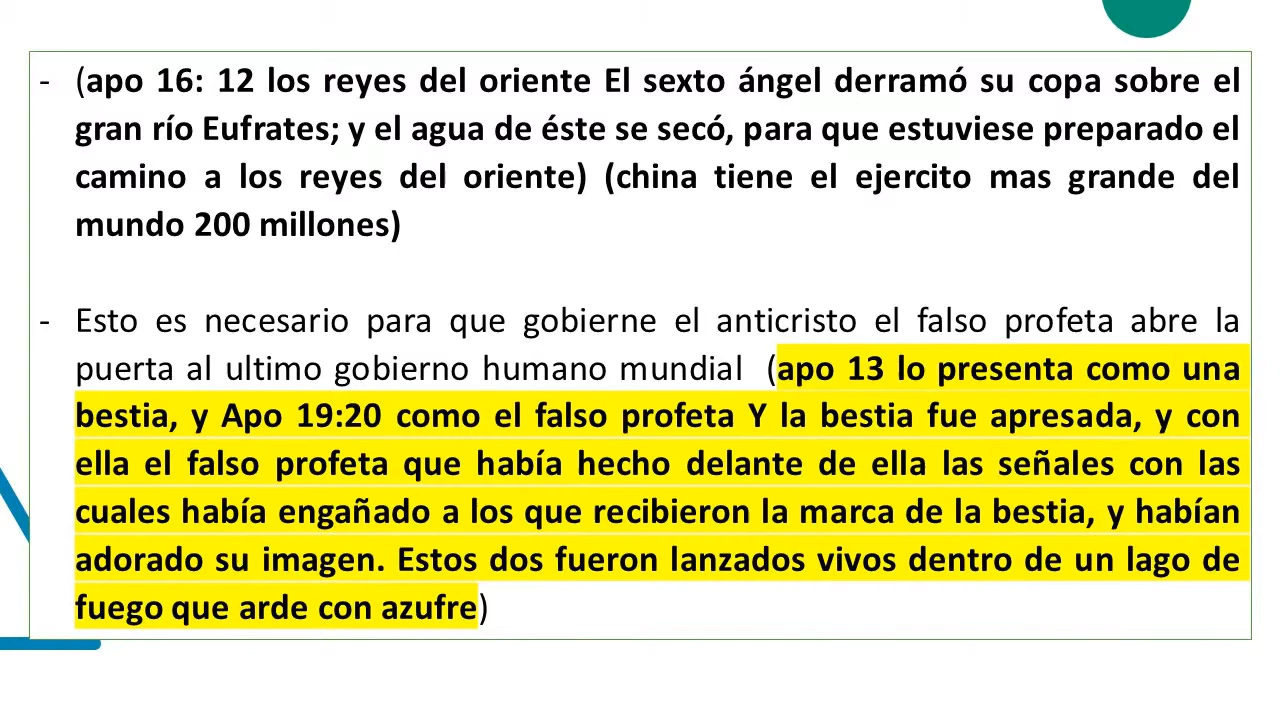 - (apo 16: 12 los reyes del oriente El sexto ángel derramó su copa sobre el
gran río Eufrates; y el agua de éste se secó, para que estuviese preparado el
camino a los reyes del oriente) (china tiene el ejercito mas grande del
mundo 200 millones)
- Esto es necesario para que gobierne el anticristo el falso profeta abre la
puerta al ultimo gobierno humano mundial (apo 13 lo presenta como una
bestia, y Apo 19:20 como el falso profeta Y la bestia fue apresada, y con
ella el falso profeta que había hecho delante de ella las señales con las
cuales había engañado a los que recibieron la marca de la bestia, y habían
adorado su imagen. Estos dos fueron lanzados vivos dentro de un lago de
fuego que arde con azufre)